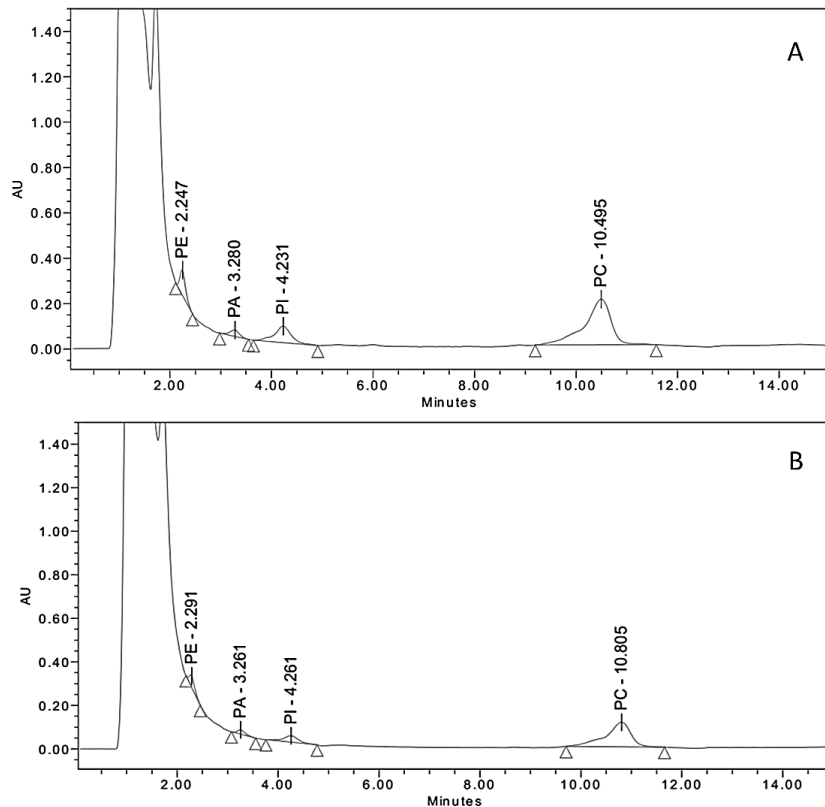 A
AU
1.40
1.20
1.00
0.80
0.60
0.40
0.20
0.00
PE - 2.247
PA - 3.280
PI - 4.231
PC - 10.495
2.00 4.00 6.00 8.00 10.00 12.00 14.00
Minutes
B
AU
1.40
1.20
1.00
0.80
0.60
0.40
0.20
0.00
PE - 2.291
PA - 3.261
PI - 4.261
PC - 10.805
2.00 4.00 6.00 8.00 10.00 12.00 14.00
Minutes